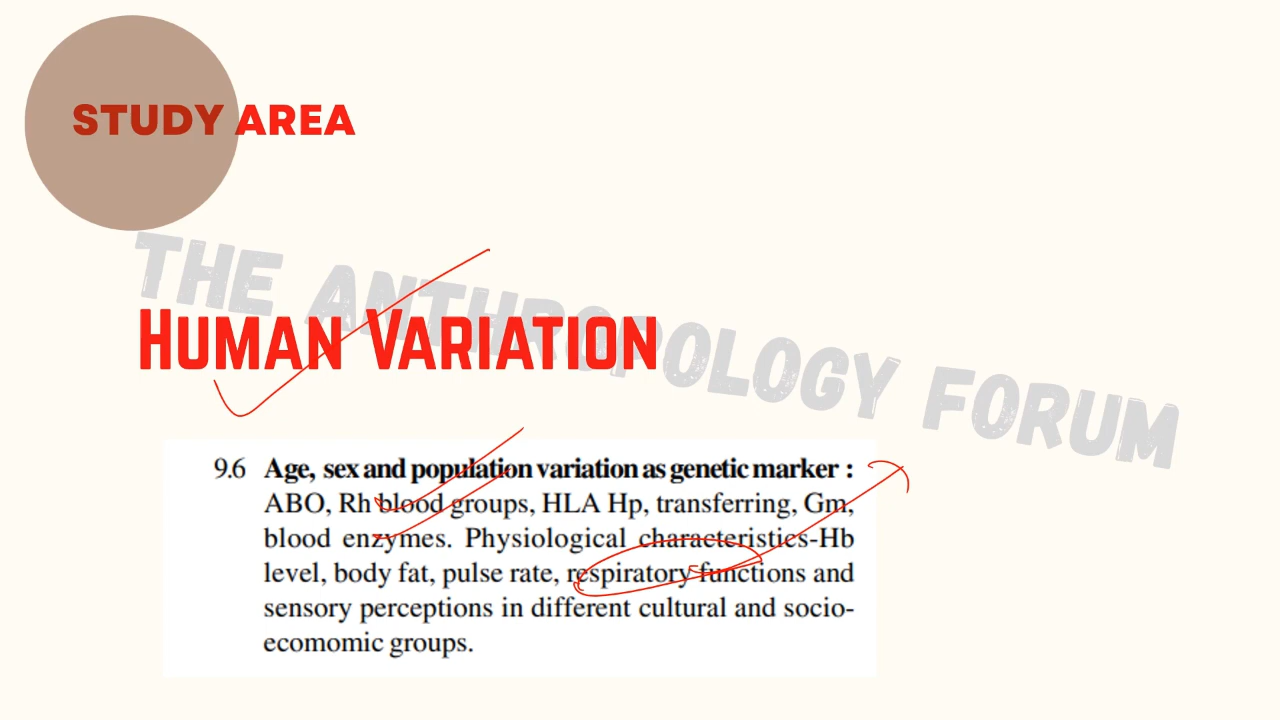 STUDY AREA
THE ANTHROPOLOGY FORUM
HUMAN VARIATION
9.6 Age, sex and population variation as genetic marker :
ABO, Rh blood groups, HLA Hp, transferring, Gm,
blood enzymes. Physiological characteristics-Hb
level, body fat, pulse rate, respiratory functions and
sensory perceptions in different cultural and socio-
ecomomic groups.